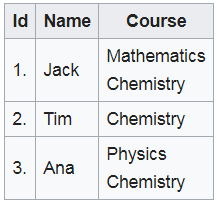 Id Name Course
1. Jack Mathematics
Chemistry
2. Tim Chemistry
3. Ana Physics
Chemistry